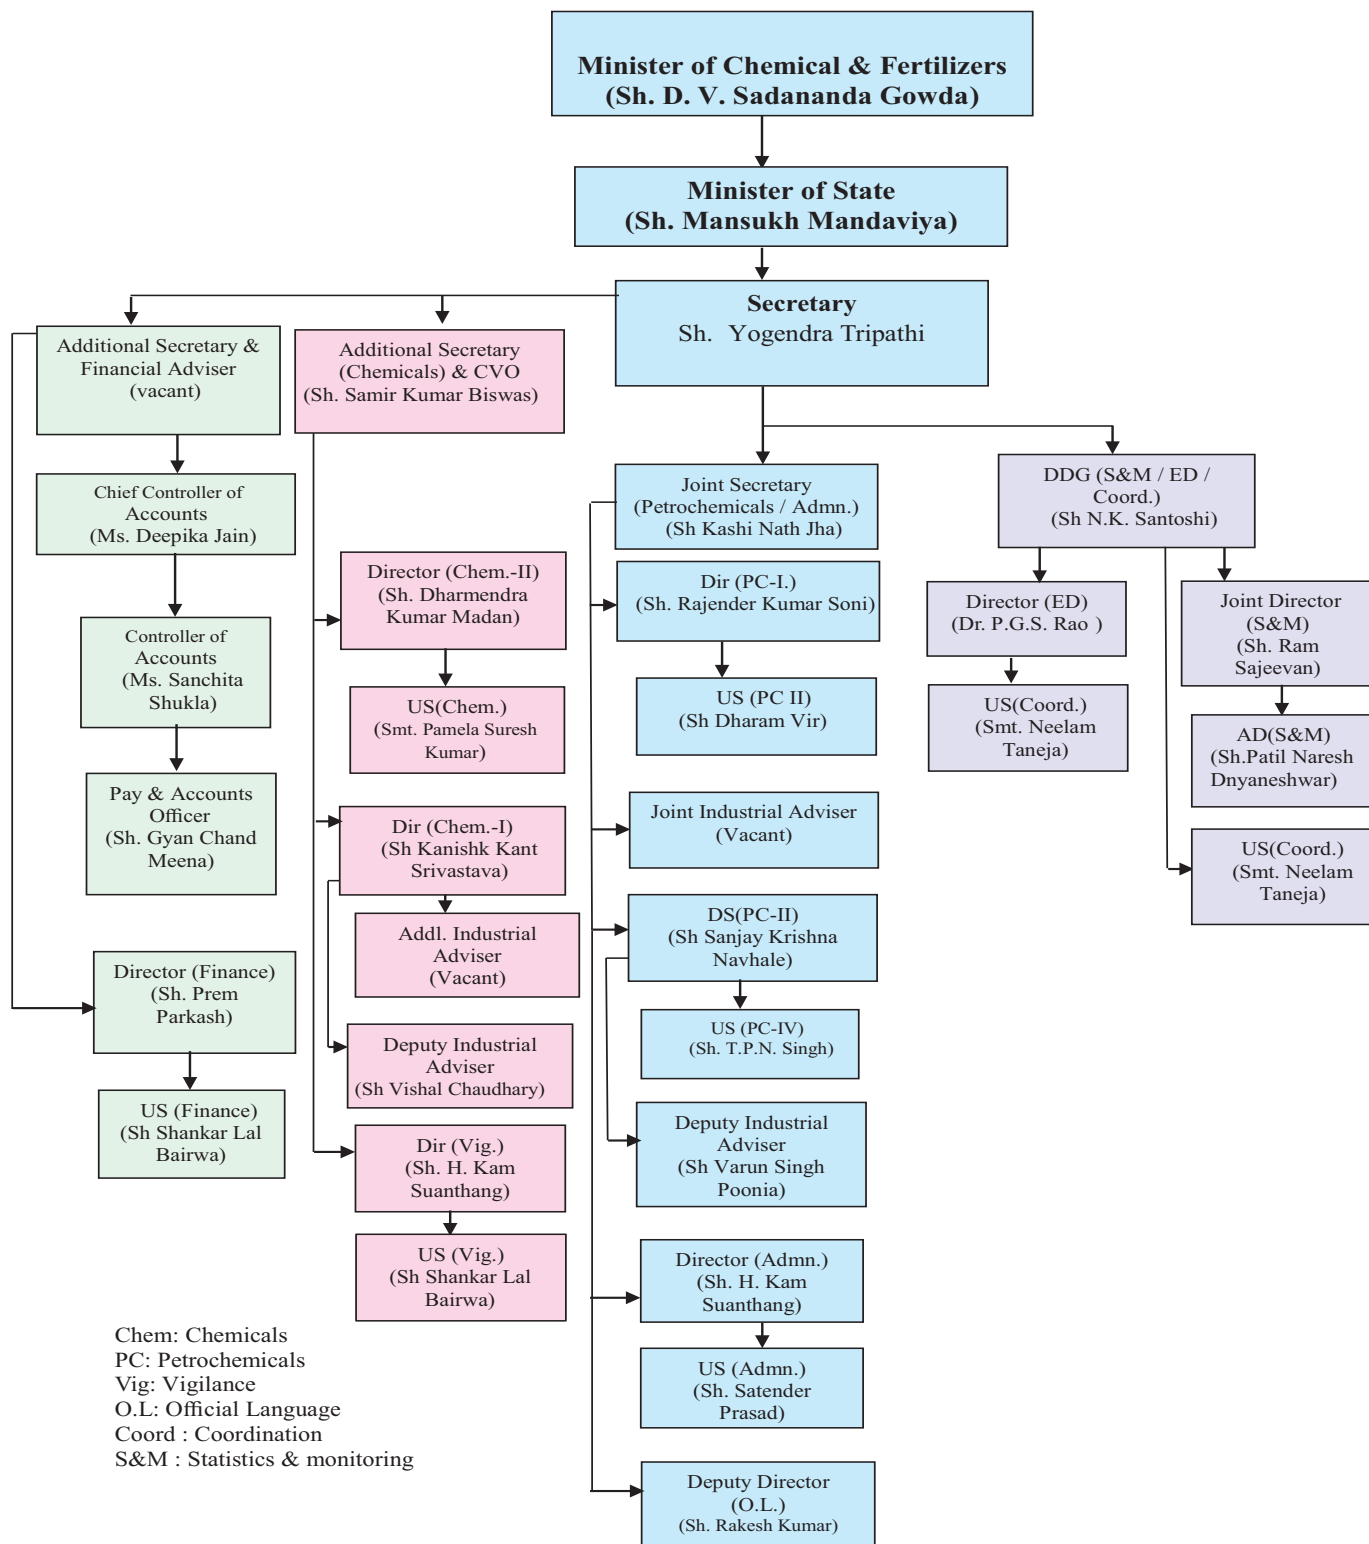 Minister of Chemical & Fertilizers
(Sh. D. V. Sadananda Gowda)
Minister of State
(Sh. Mansukh Mandaviya)
Secretary
Sh. Yogendra Tripathi
Additional Secretary &
Financial Adviser
(vacant)
Chief Controller of
Accounts
(Ms. Deepika Jain)
Controller of
Accounts
(Ms. Sanchita
Shukla)
Pay & Accounts
Officer
(Sh. Gyan Chand
Meena)
Director (Finance)
(Sh. Prem
Parkash)
US (Finance)
(Sh Shankar Lal
Bairwa)
Additional Secretary
(Chemicals) & CVO
(Sh. Samir Kumar Biswas)
Director (Chem.-II)
(Sh. Dharmendra
Kumar Madan)
US(Chem.)
(Smt. Pamela Suresh
Kumar)
Dir (Chem.-I)
(Sh Kanishk Kant
Srivastava)
Addl. Industrial
Adviser
(Vacant)
Deputy Industrial
Adviser
(Sh Vishal Chaudhary)
Dir (Vig.)
(Sh. H. Kam
Suanthang)
US (Vig.)
(Sh Shankar Lal
Bairwa)
Joint Secretary
(Petrochemicals / Admn.)
(Sh Kashi Nath Jha)
Dir (PC-I.)
(Sh. Rajender Kumar Soni)
US (PC II)
(Sh Dharam Vir)
Joint Industrial Adviser
(Vacant)
DS(PC-II)
(Sh Sanjay Krishna
Navhale)
US (PC-IV)
(Sh. T.P.N. Singh)
Deputy Industrial
Adviser
(Sh Varun Singh
Poonia)
Director (Admn.)
(Sh. H. Kam
Suanthang)
US (Admn.)
(Sh. Satender
Prasad)
Deputy Director
(O.L.)
(Sh. Rakesh Kumar)
DDG (S&M / ED /
Coord.)
(Sh N.K. Santoshi)
Director (ED)
(Dr. P.G.S. Rao )
US(Coord.)
(Smt. Neelam
Taneja)
Joint Director
(S&M)
(Sh. Ram
Sajeevan)
AD(S&M)
(Sh.Patil Naresh
Dnyaneshwar)
US(Coord.)
(Smt. Neelam
Taneja)
Chem: Chemicals
PC: Petrochemicals
Vig: Vigilance
O.L: Official Language
Coord : Coordination
S&M : Statistics & monitoring